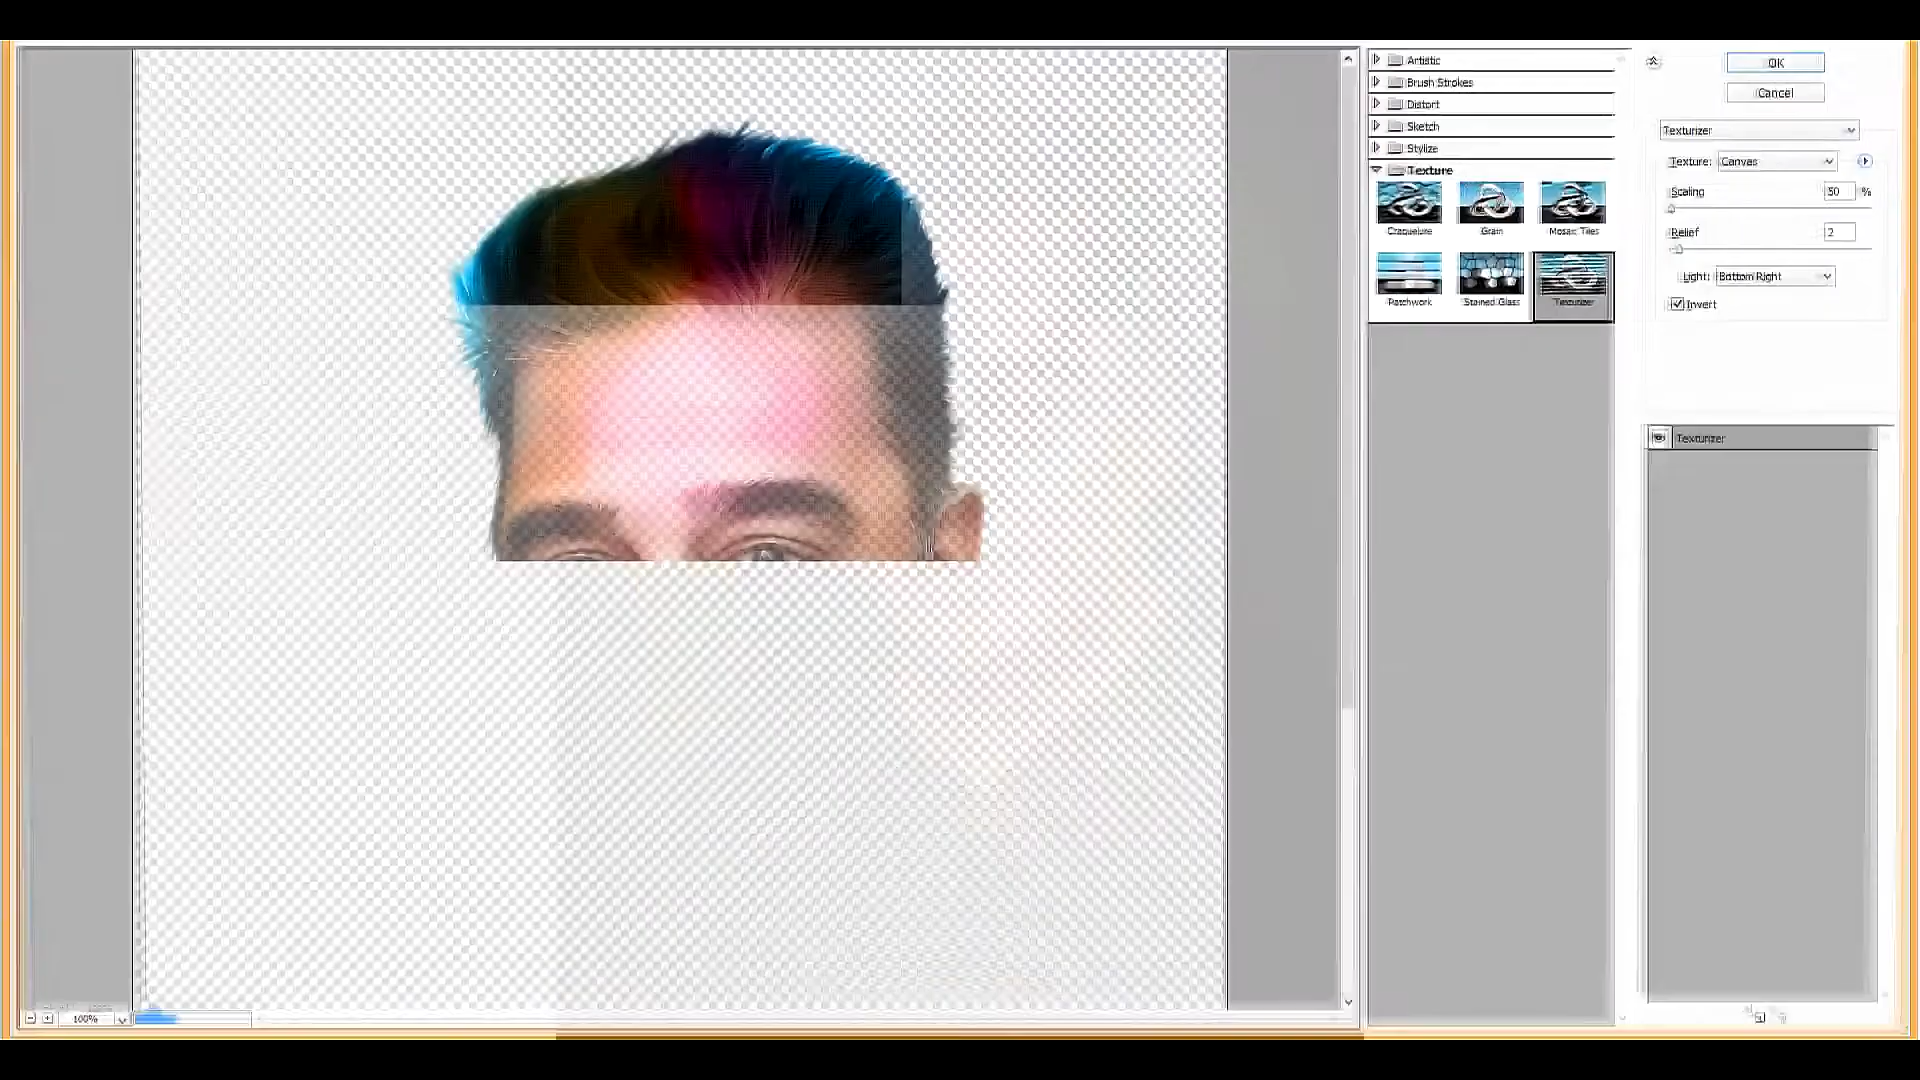 Artistic
Brush Strokes
Distort
Sketch
Stylize
Texture
Craquelure
Grain
Mosaic Tiles
Patchwork
Stained Glass
Texturizer
OK
Cancel
Texturizer
Texture: Canvas
Scaling 50 %
Relief 2
Light: Bottom Right
Invert
Texturizer
100%